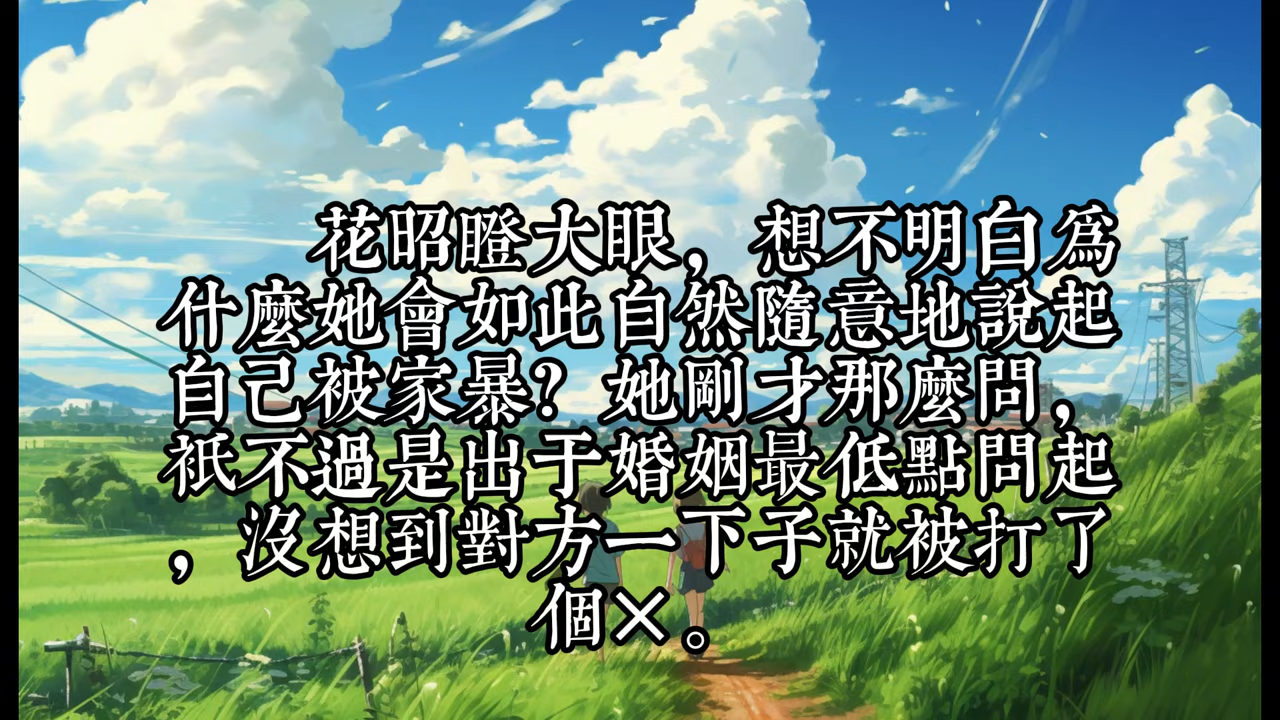 花昭瞪大眼，想不明白爲
什麼她會如此自然隨意地說起
自己被家暴？她剛才那麼問，
祇不過是出于婚姻最低點問起
，沒想到對方一下子就被打了
個×。